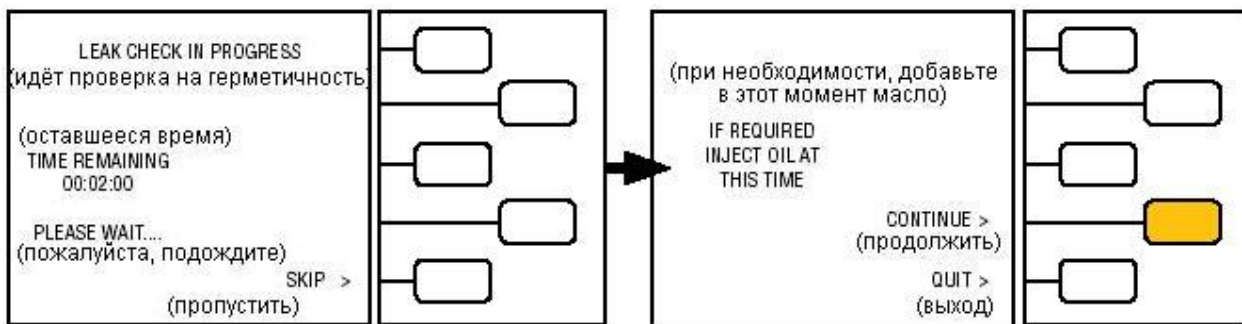 LEAK CHECK IN PROGRESS
(идёт проверка на герметичность)
(оставшееся время)
TIME REMAINING
00:02:00
PLEASE WAIT....
(пожалуйста, подождите)
SKIP >
(пропустить)
(при необходимости, добавьте
в этот момент масло)
IF REQUIRED
INJECT OIL AT
THIS TIME
CONTINUE >
(продолжить)
QUIT >
(выход)